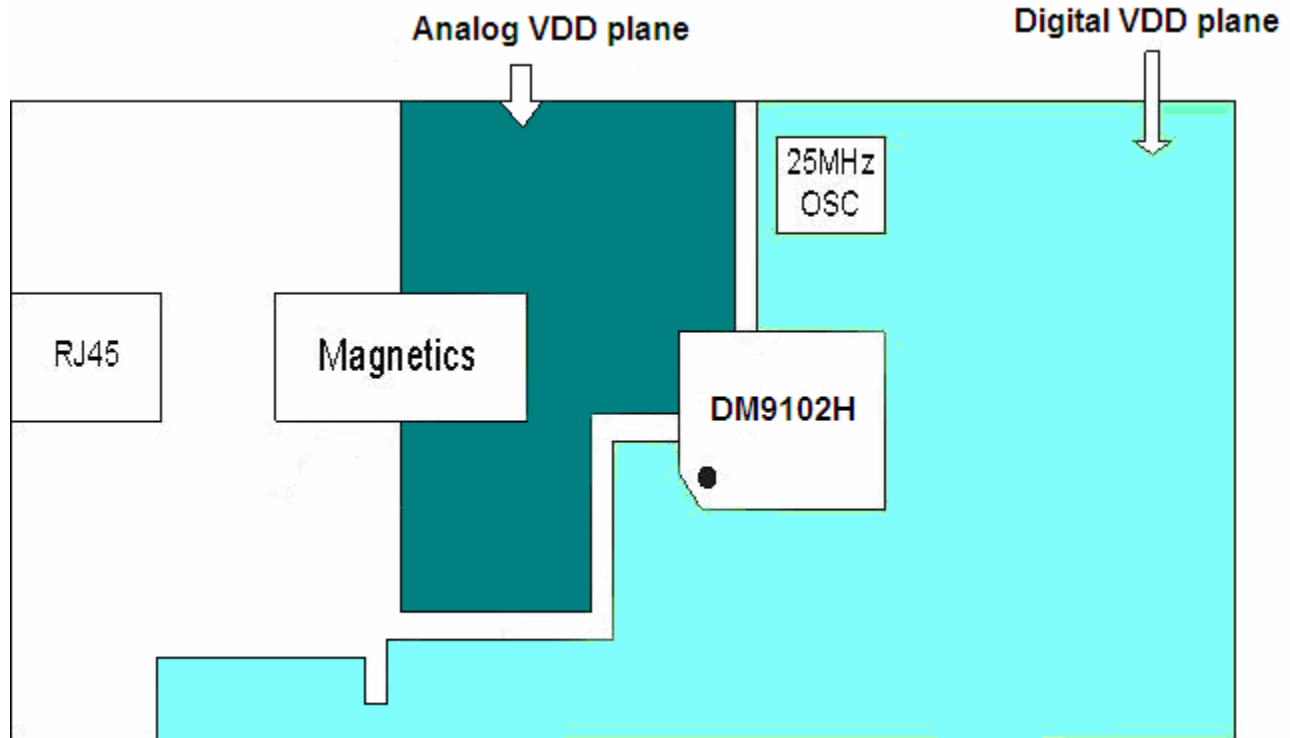 Analog VDD plane
Digital VDD plane
25MHz
OSC
RJ45
Magnetics
DM9102H